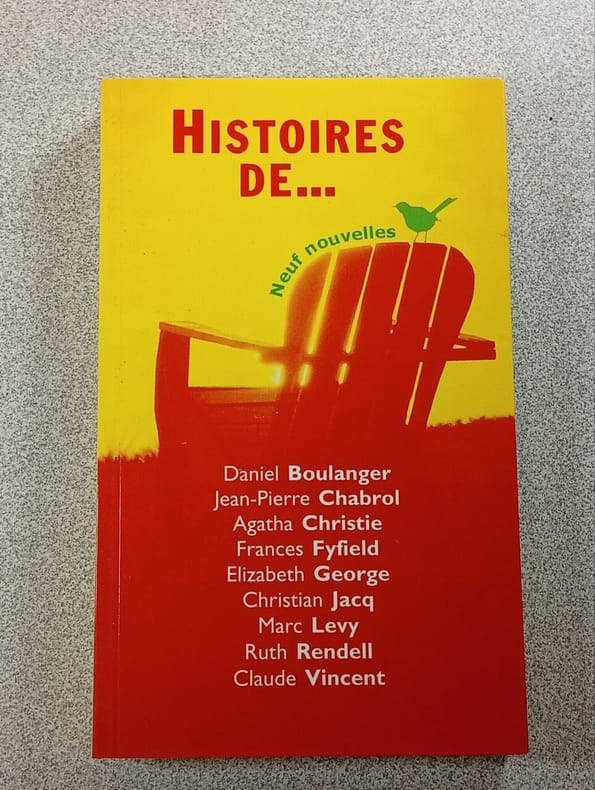 HISTOIRES
DE...
Neuf nouvelles
Daniel Boulanger
Jean-Pierre Chabrol
Agatha Christie
Frances Fyfield
Elizabeth George
Christian Jacq
Marc Levy
Ruth Rendell
Claude Vincent